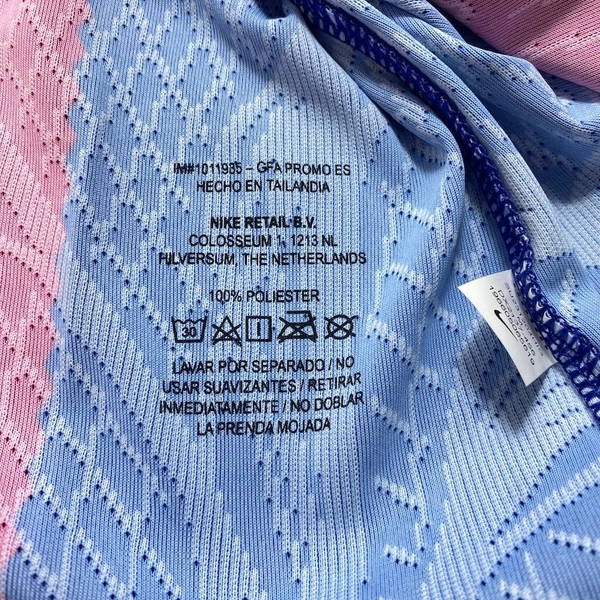 IM#1011935 – GFA PROMO ES
HECHO EN TAILANDIA
NIKE RETAIL B.V.
COLOSSEUM 1, 1213 NL
HILVERSUM, THE NETHERLANDS
100% POLIESTER
30
LAVAR POR SEPARADO / NO
USAR SUAVIZANTES / RETIRAR
INMEDIATAMENTE / NO DOBLAR
LA PRENDA MOJADA